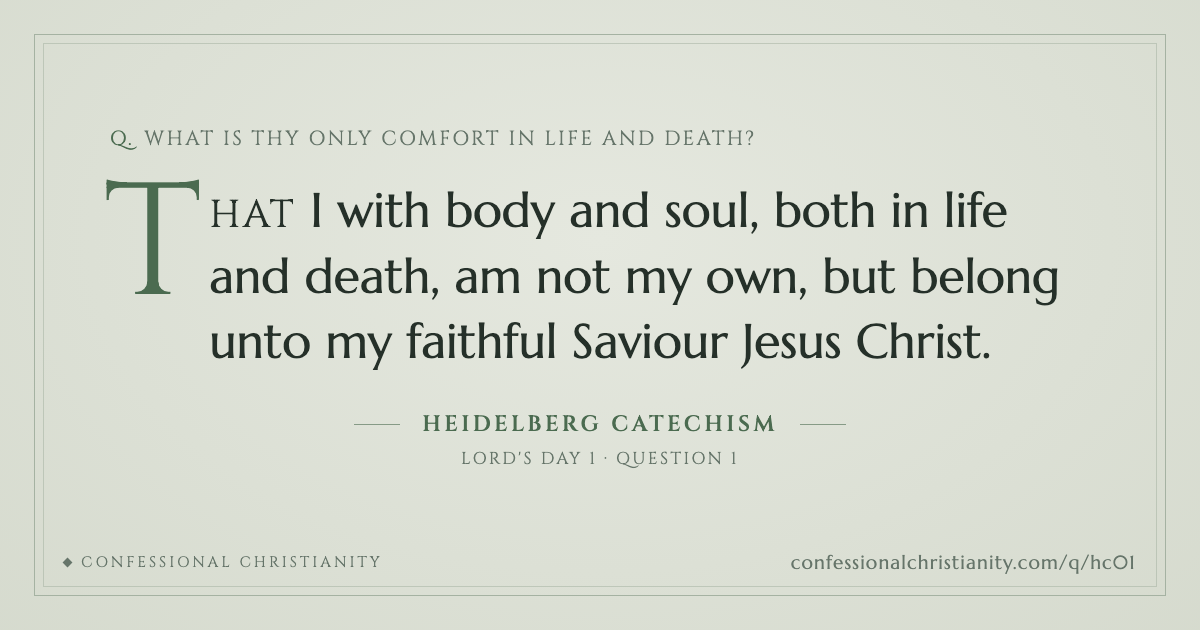 Q. WHAT IS THY ONLY COMFORT IN LIFE AND DEATH?
THAT I with body and soul, both in life
and death, am not my own, but belong
unto my faithful Saviour Jesus Christ.
HEIDELBERG CATECHISM
LORD'S DAY 1 · QUESTION 1
◆ CONFESSIONAL CHRISTIANITY
confessionalchristianity.com/q/hc01